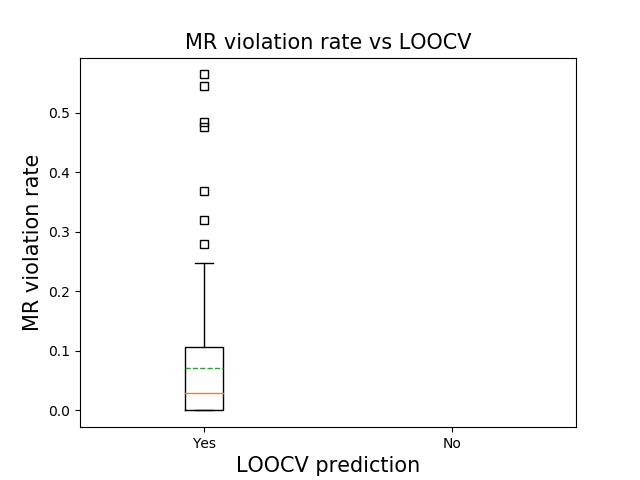 MR violation rate vs LOOCV
MR violation rate
0.5
0.4
0.3
0.2
0.1
0.0
Yes
No
LOOCV prediction